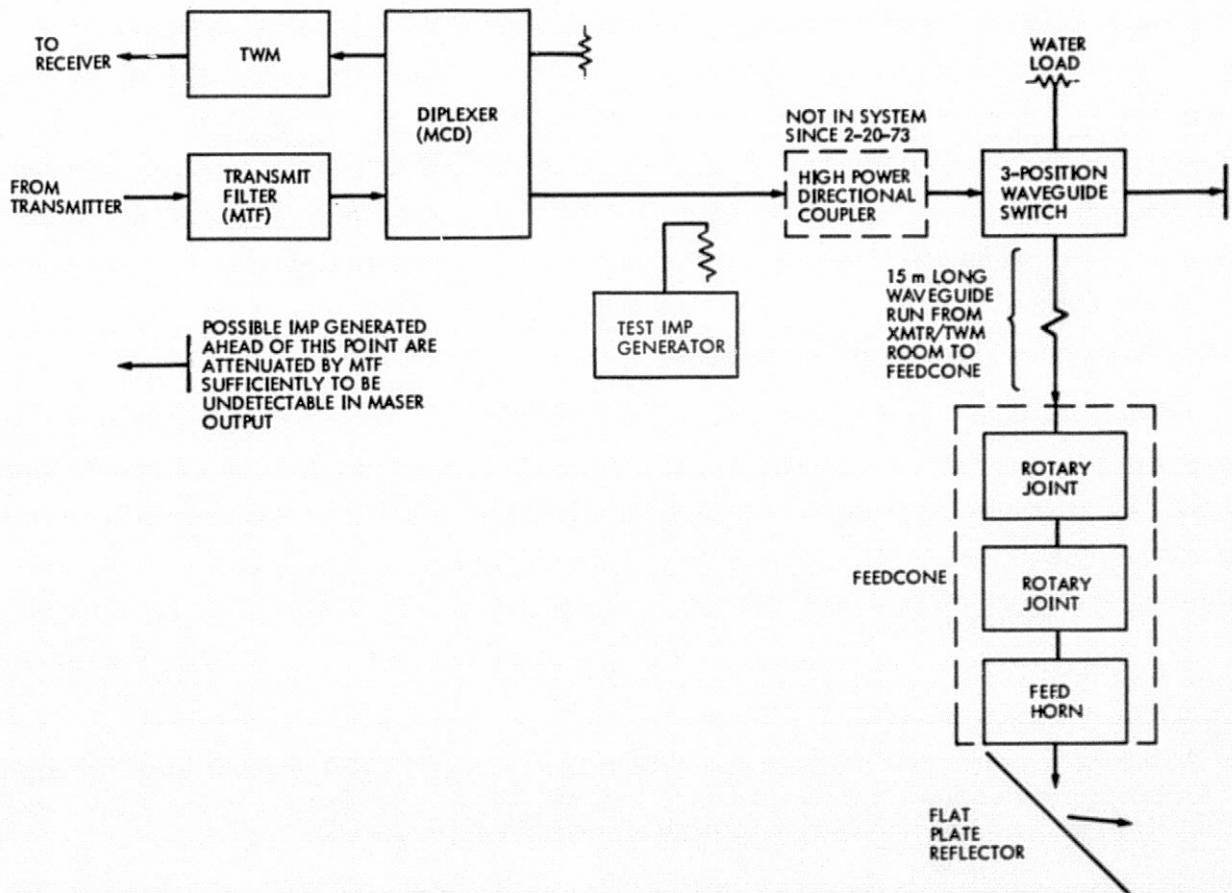 TO
RECEIVER
TWM
DIPLEXER
(MCD)
FROM
TRANSMITTER
TRANSMIT
FILTER
(MTF)
NOT IN SYSTEM
SINCE 2-20-73
HIGH POWER
DIRECTIONAL
COUPLER
WATER
LOAD
3-POSITION
WAVEGUIDE
SWITCH
TEST IMP
GENERATOR
15 m LONG
WAVEGUIDE
RUN FROM
XMTR/TWM
ROOM TO
FEEDCONE
POSSIBLE IMP GENERATED
AHEAD OF THIS POINT ARE
ATTENUATED BY MTF
SUFFICIENTLY TO BE
UNDETECTABLE IN MASER
OUTPUT
FEEDCONE
ROTARY
JOINT
ROTARY
JOINT
FEED
HORN
FLAT
PLATE
REFLECTOR